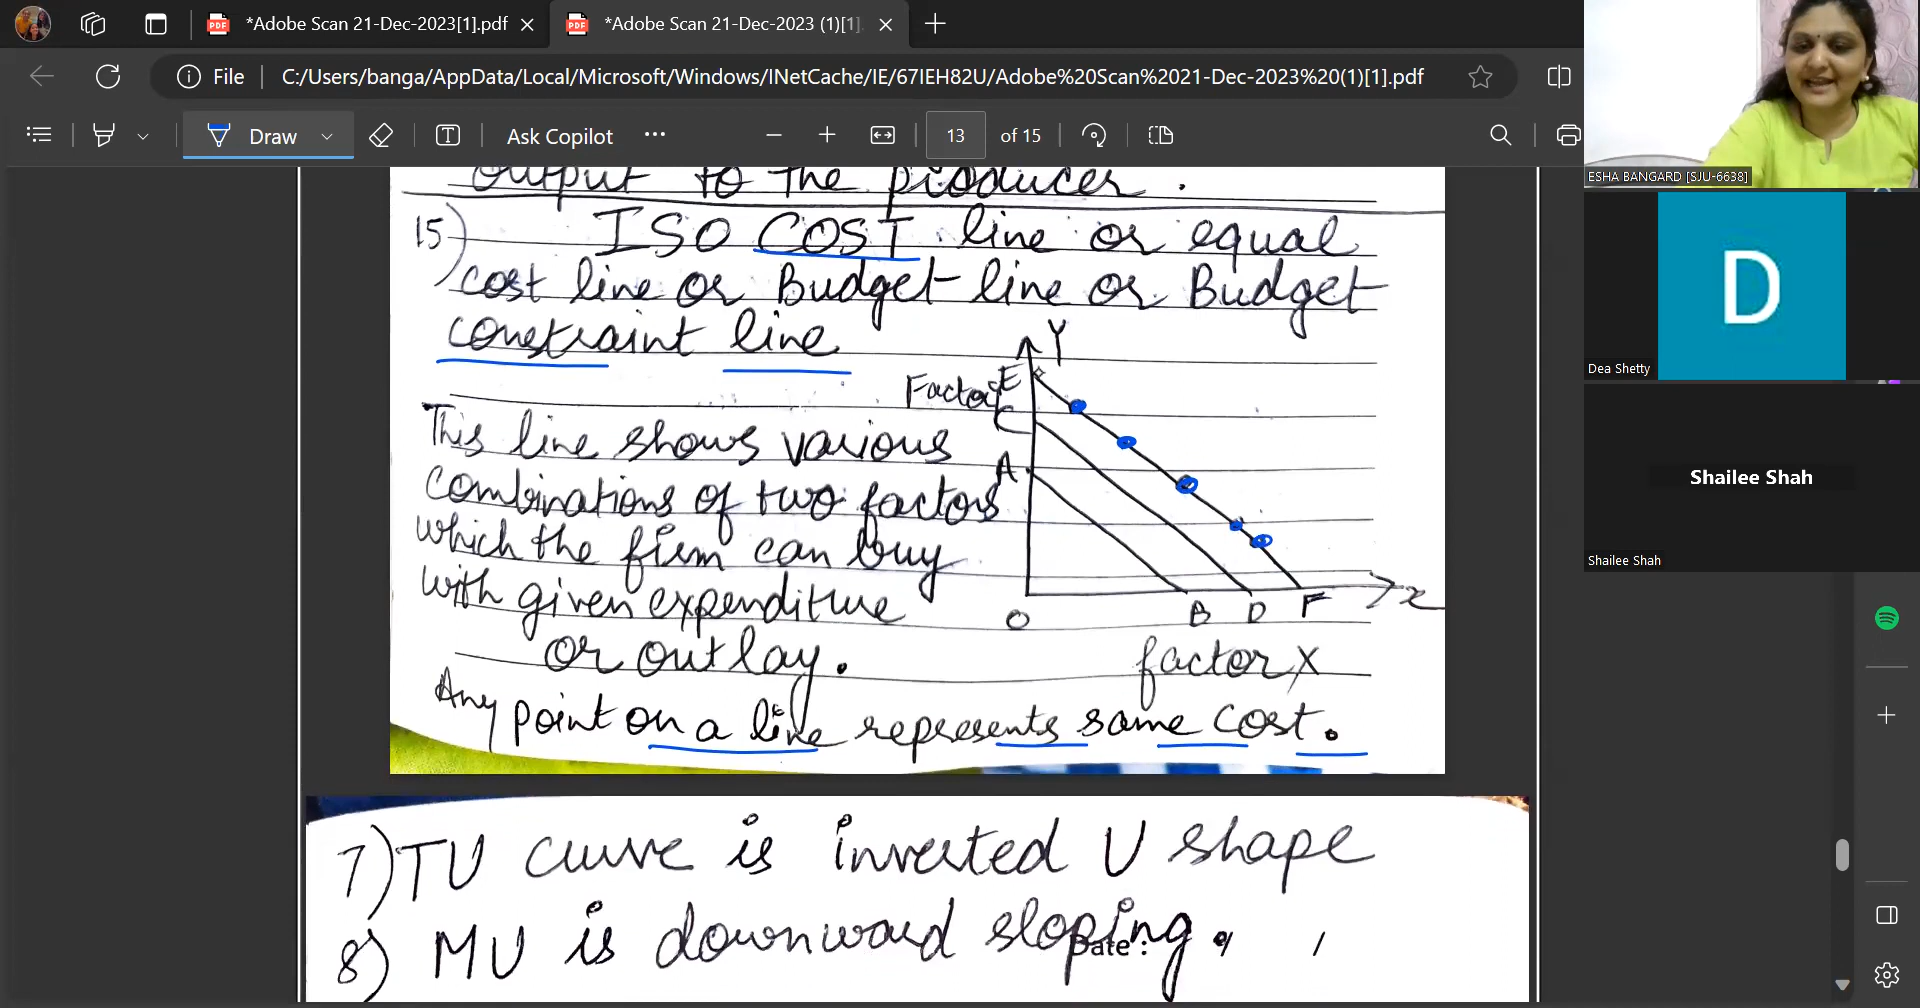 *Adobe Scan 21-Dec-2023[1].pdf
*Adobe Scan 21-Dec-2023 (1)[1].
File
C:/Users/banga/AppData/Local/Microsoft/Windows/INetCache/IE/67IEH82U/Adobe%20Scan%2021-Dec-2023%20(1)[1].pdf
Draw
Ask Copilot
13 of 15
output to the producer.
15) ISO COST line or equal
cost line or Budget line or Budget
constraint line
This line shows various
combinations of two factors
which the firm can buy
with given expenditure
or outlay.
Any point on a line represents same cost.
Y
Factor
E
C
A
O
B D F
x
factor X
7) TU curve is inverted U shape
8) MU is downward sloping.
Date :
/
ESHA BANGARD [SJU-6638]
D
Dea Shetty
Shailee Shah
Shailee Shah